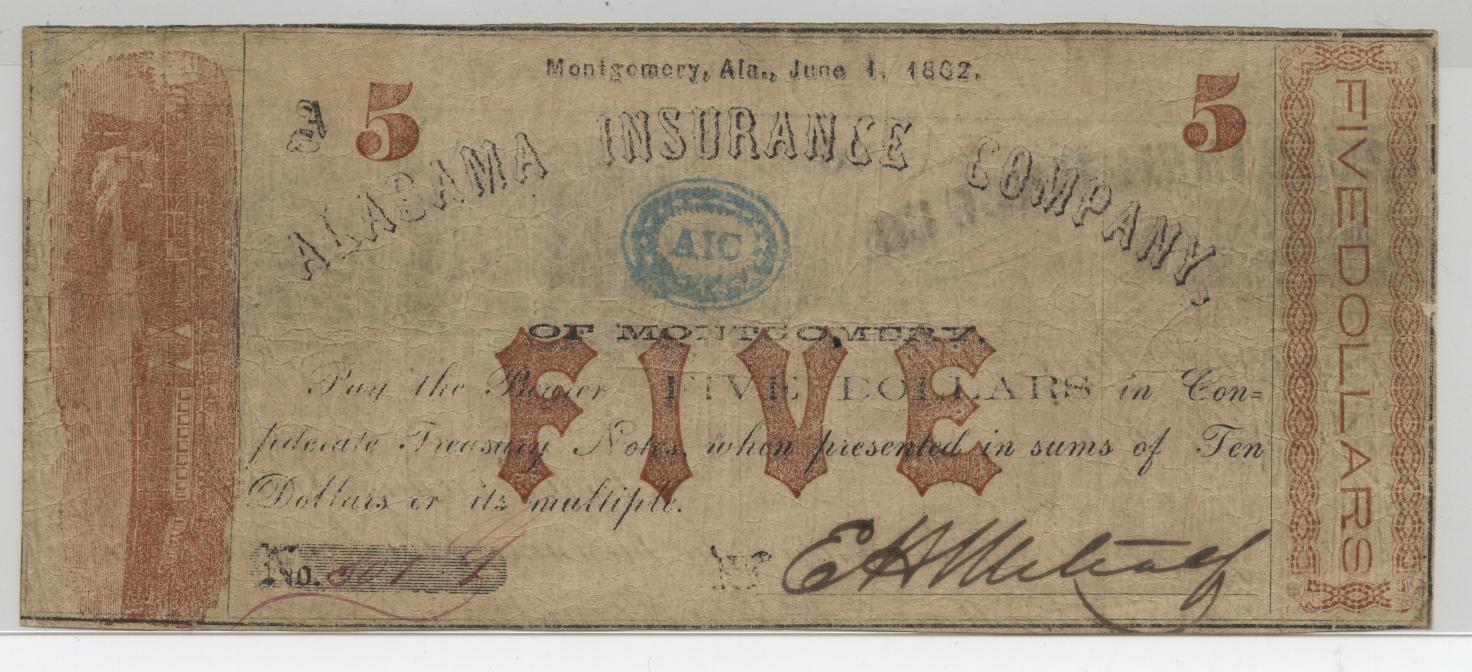 Montgomery, Ala., June 1, 1862.
A 5 5
ALABAMA INSURANCE COMPANY,
AIC
OF MONTGOMERY.
FIVE
Pay the Bearer FIVE DOLLARS in Con=
federate Treasury Notes, when presented in sums of Ten
Dollars or its multiple.
No.
E H Metcalf
FIVE DOLLARS